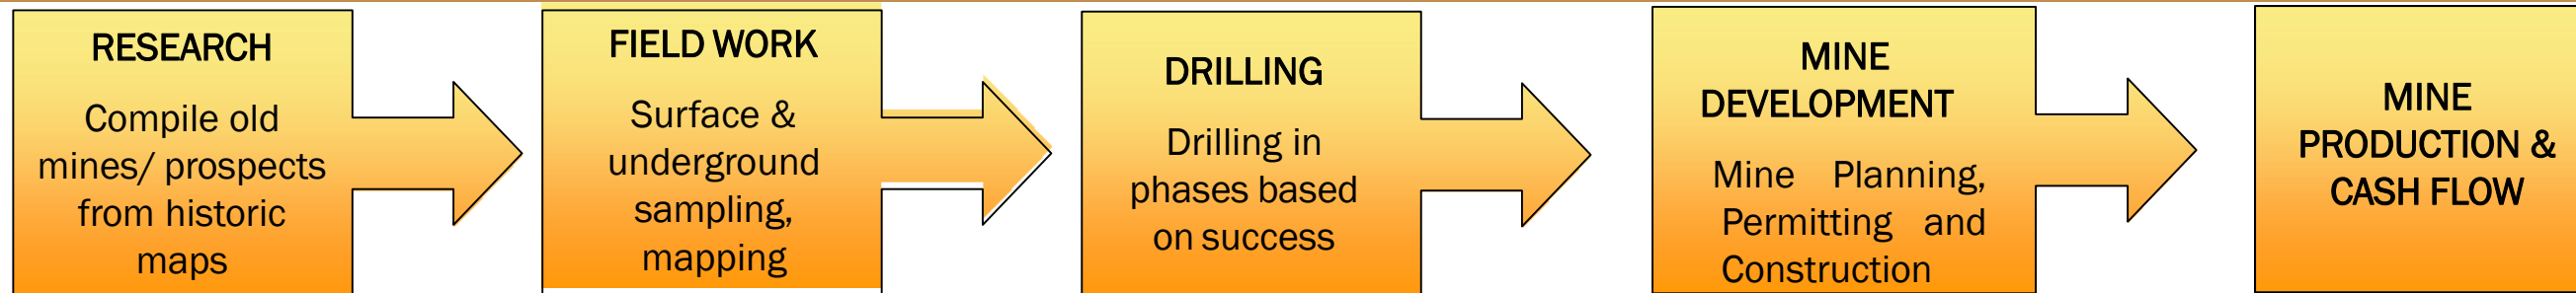 RESEARCH
Compile old
mines/ prospects
from historic
maps
FIELD WORK
Surface &
underground
sampling,
mapping
DRILLING
Drilling in
phases based
on success
MINE
DEVELOPMENT
Mine Planning,
Permitting and
Construction
MINE
PRODUCTION &
CASH FLOW